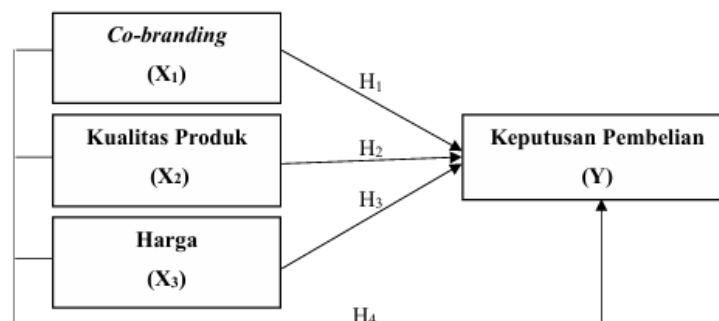 Co-branding
(X₁)
H₁
Kualitas Produk
(X₂)
H₂
Keputusan Pembelian
(Y)
H₃
Harga
(X₃)
H₄